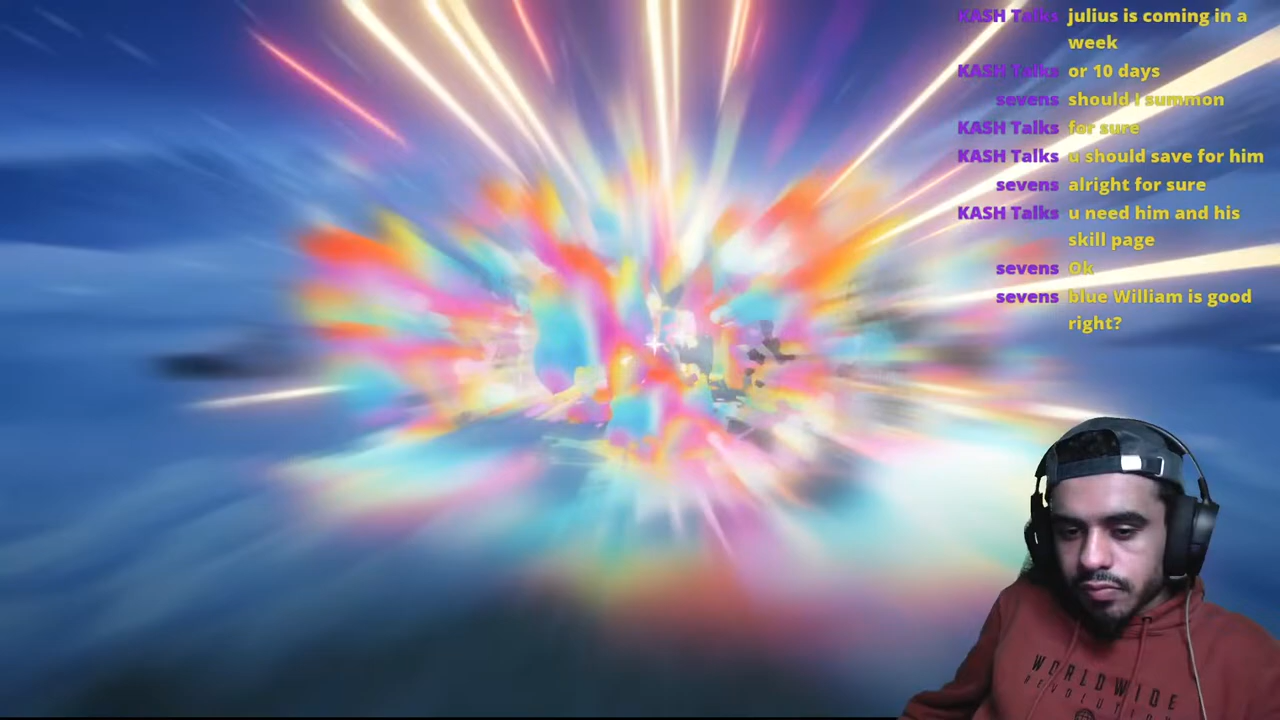 KASH Talks julius is coming in a
week
KASH Talks or 10 days
sevens should I summon
KASH Talks for sure
KASH Talks u should save for him
sevens alright for sure
KASH Talks u need him and his
skill page
sevens Ok
sevens blue William is good
right?
WORLDWIDE
REVOLUTION